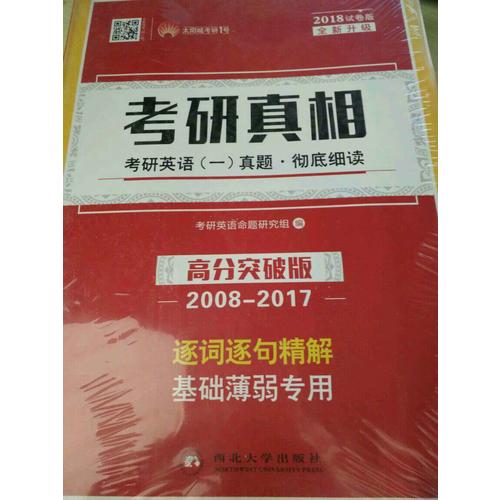 太阳城考研1号
2018试卷版
全新升级
考研真相
考研英语（一）真题·彻底细读
考研英语命题研究组 编
高分突破版
2008-2017
逐词逐句精解
基础薄弱专用
西北大学出版社
NORTHWEST UNIVERSITY PRESS